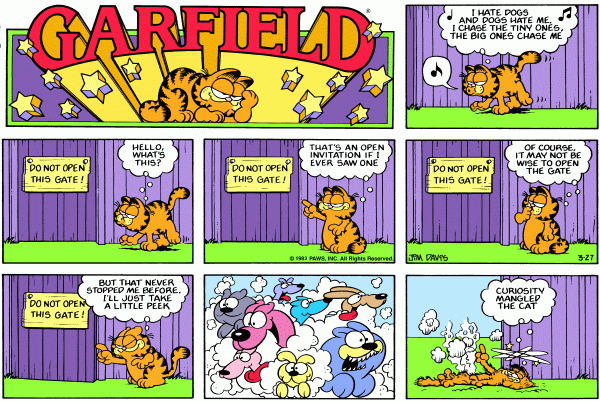 GARFIELD
®
I HATE DOGS
AND DOGS HATE ME.
I CHASE THE TINY ONES,
THE BIG ONES CHASE ME
HELLO,
WHAT'S
THIS?
DO NOT OPEN
THIS GATE!
THAT'S AN OPEN
INVITATION IF I
EVER SAW ONE
DO NOT OPEN
THIS GATE!
© 1983 PAWS, INC. All Rights Reserved.
OF COURSE,
IT MAY NOT BE
WISE TO OPEN
THE GATE
DO NOT OPEN
THIS GATE!
JIM DAVIS
3-27
BUT THAT NEVER
STOPPED ME BEFORE.
I'LL JUST TAKE
A LITTLE PEEK
DO NOT OPEN
THIS GATE!
CURIOSITY
MANGLED
THE CAT